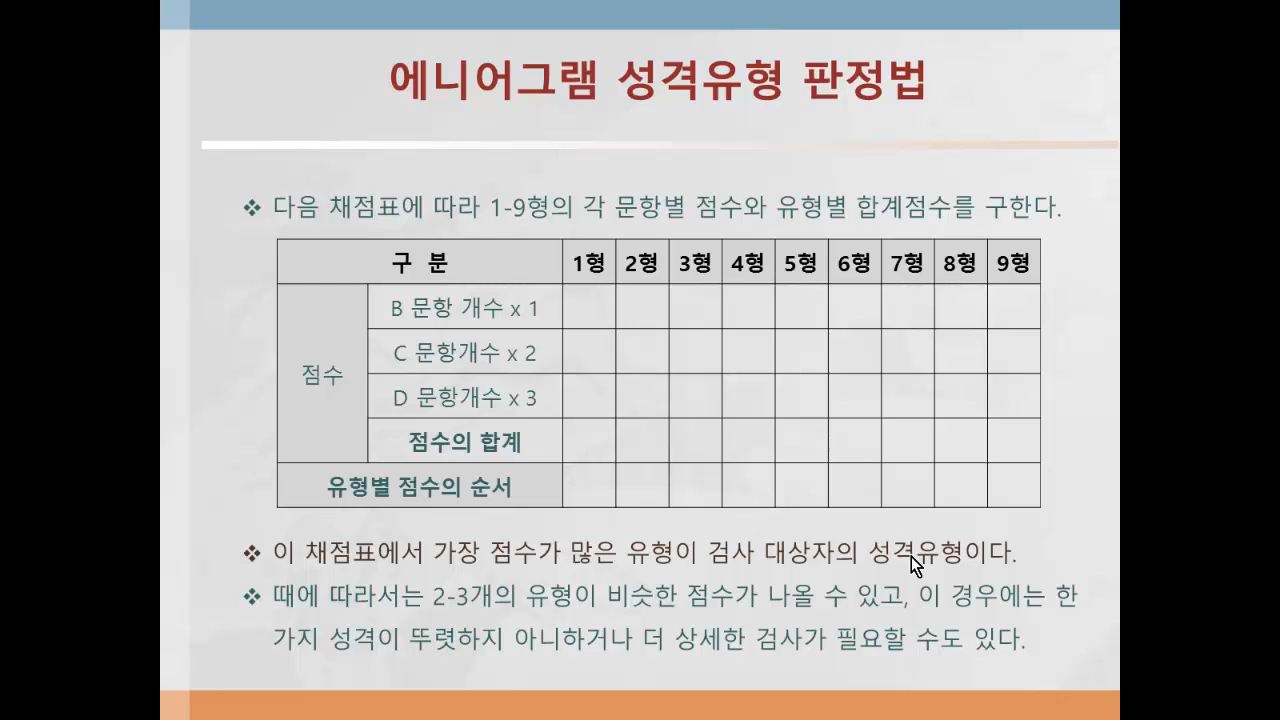 에니어그램 성격유형 판정법
❖ 다음 채점표에 따라 1-9형의 각 문항별 점수와 유형별 합계점수를 구한다.
구 분 1형 2형 3형 4형 5형 6형 7형 8형 9형
점수
B 문항 개수 x 1
C 문항개수 x 2
D 문항개수 x 3
점수의 합계
유형별 점수의 순서
❖ 이 채점표에서 가장 점수가 많은 유형이 검사 대상자의 성격유형이다.
❖ 때에 따라서는 2-3개의 유형이 비슷한 점수가 나올 수 있고, 이 경우에는 한
가지 성격이 뚜렷하지 아니하거나 더 상세한 검사가 필요할 수도 있다.